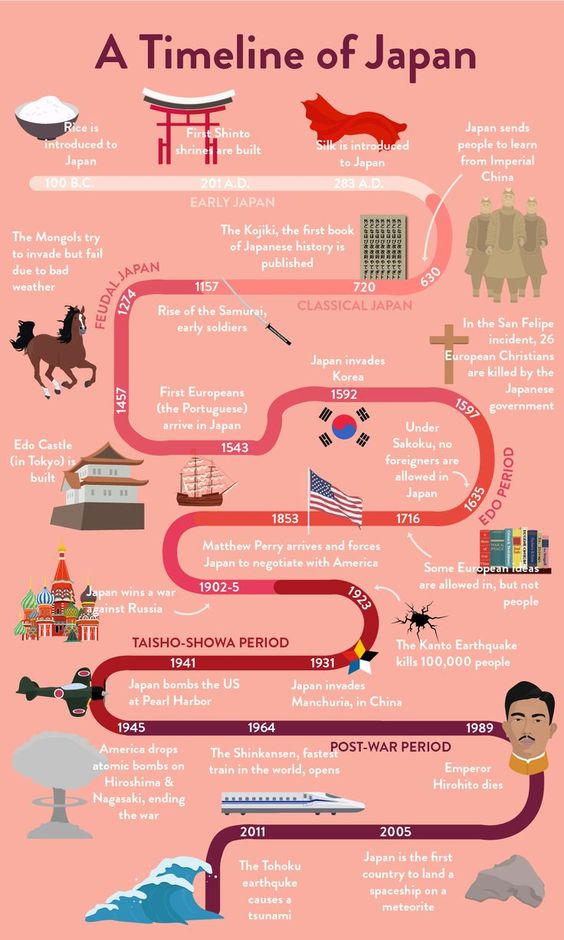 A Timeline of Japan
Rice is
introduced to
Japan
First Shinto
shrines are built
Silk is introduced
to Japan
Japan sends
people to learn
from Imperial
China
100 B.C.
201 A.D.
283 A.D.
EARLY JAPAN
The Mongols try
to invade but fail
due to bad
weather
The Kojiki, the first book
of Japanese history is
published
630
720
1157
1274
FEUDAL JAPAN
CLASSICAL JAPAN
Rise of the Samurai,
early soldiers
In the San Felipe
incident, 26
European Christians
are killed by the
Japanese
government
Japan invades
Korea
1457
First Europeans
(the Portuguese)
arrive in Japan
1592
1597
1543
Edo Castle
(in Tokyo) is
built
Under
Sakoku, no
foreigners are
allowed in
Japan
1635
EDO PERIOD
1853
1716
Matthew Perry arrives and forces
Japan to negotiate with America
Some European ideas
are allowed in, but not
people
Japan wins a war
against Russia
1902-5
1923
The Kanto Earthquake
kills 100,000 people
TAISHO-SHOWA PERIOD
1941
1931
Japan bombs the US
at Pearl Harbor
Japan invades
Manchuria, in China
1945
1964
1989
POST-WAR PERIOD
America drops
atomic bombs on
Hiroshima &
Nagasaki, ending
the war
The Shinkansen, fastest
train in the world, opens
Emperor
Hirohito dies
2011
2005
The Tohoku
earthquke
causes a
tsunami
Japan is the first
country to land a
spaceship on a
meteorite